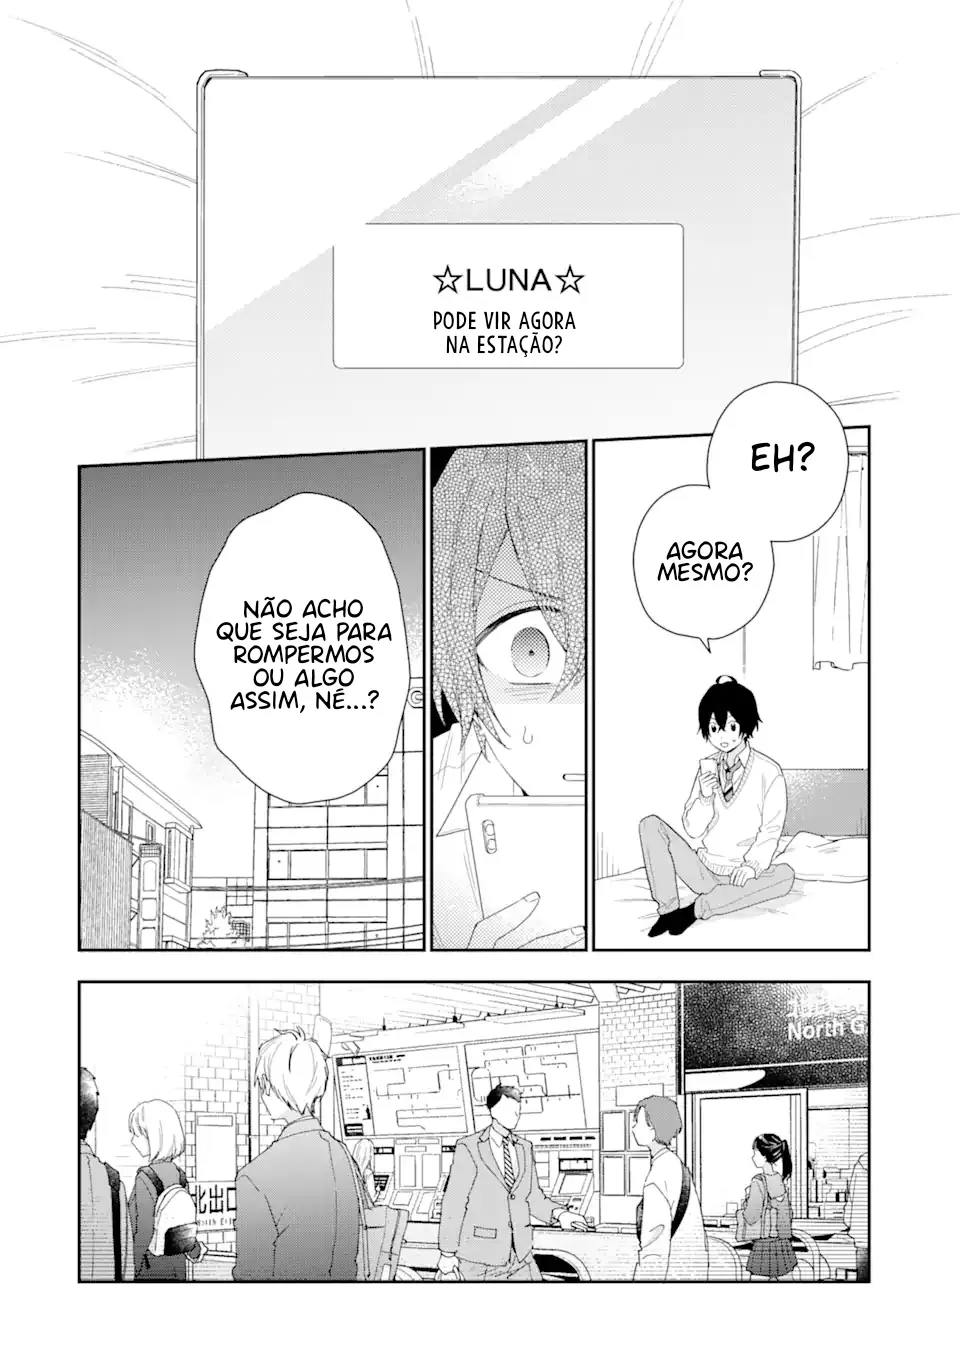 ☆LUNA☆
PODE VIR AGORA
NA ESTAÇÃO?
EH?
AGORA
MESMO?
NÃO ACHO
QUE SEJA PARA
ROMPERMOS
OU ALGO
ASSIM, NÉ...?
North G
北出口